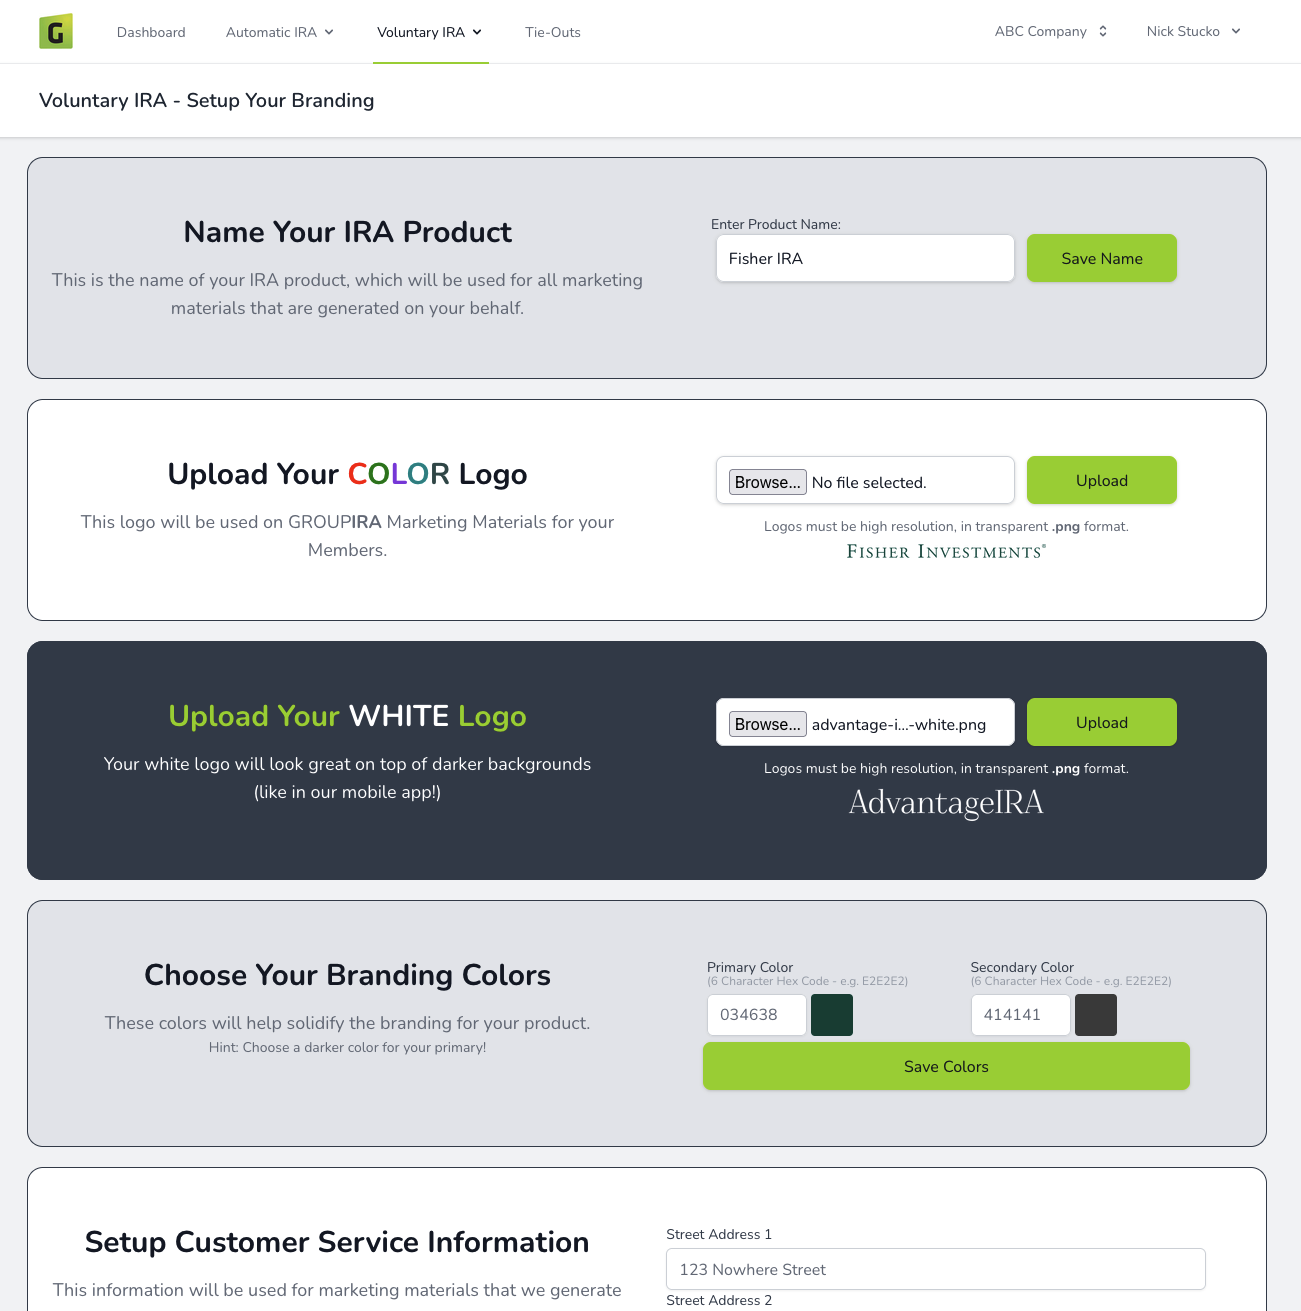 G
Dashboard
Automatic IRA
Voluntary IRA
Tie-Outs
ABC Company
Nick Stucko
Voluntary IRA - Setup Your Branding
Name Your IRA Product
This is the name of your IRA product, which will be used for all marketing
materials that are generated on your behalf.
Enter Product Name:
Fisher IRA
Save Name
Upload Your COLOR Logo
This logo will be used on GROUPIRA Marketing Materials for your
Members.
Browse... No file selected.
Upload
Logos must be high resolution, in transparent .png format.
FISHER INVESTMENTS®
Upload Your WHITE Logo
Your white logo will look great on top of darker backgrounds
(like in our mobile app!)
Browse... advantage-i...-white.png
Upload
Logos must be high resolution, in transparent .png format.
AdvantageIRA
Choose Your Branding Colors
These colors will help solidify the branding for your product.
Hint: Choose a darker color for your primary!
Primary Color
(6 Character Hex Code - e.g. E2E2E2)
034638
Secondary Color
(6 Character Hex Code - e.g. E2E2E2)
414141
Save Colors
Setup Customer Service Information
This information will be used for marketing materials that we generate
Street Address 1
123 Nowhere Street
Street Address 2